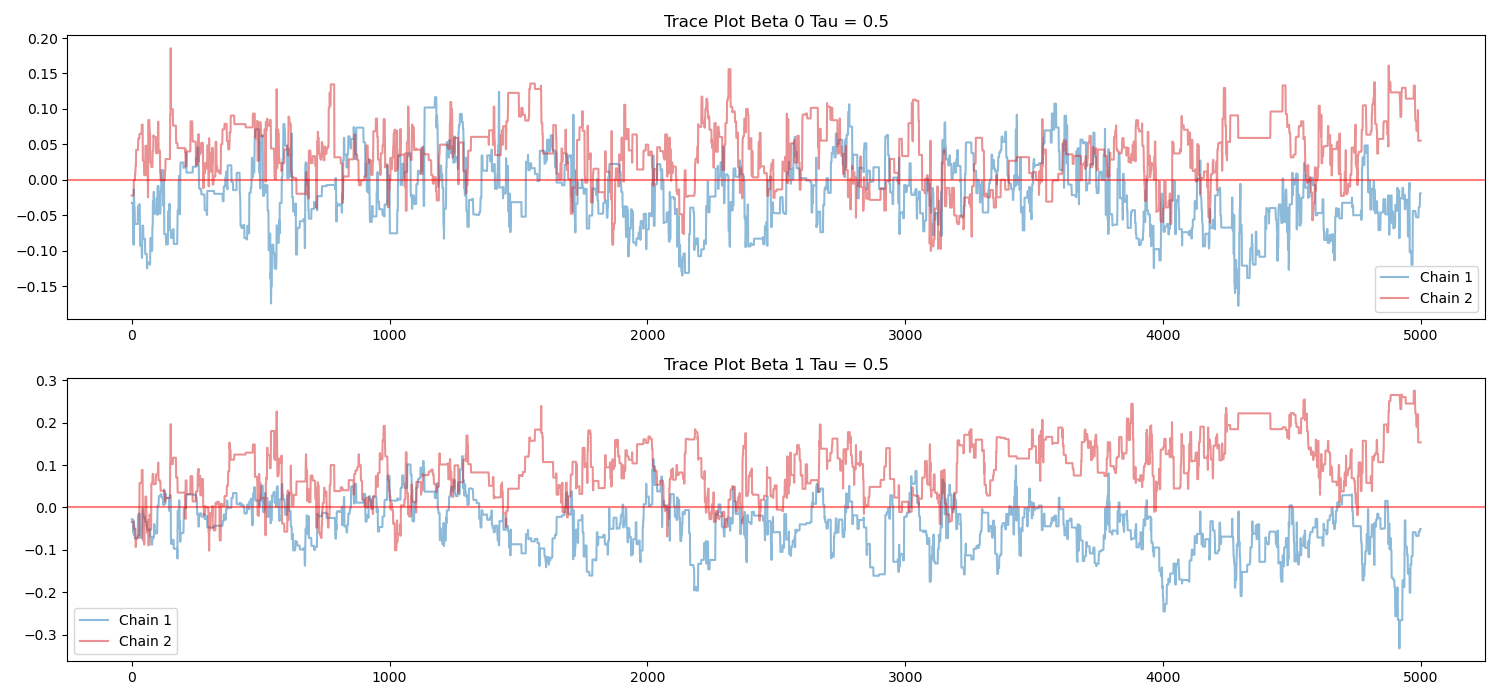 Trace Plot Beta 0 Tau = 0.5
0.20
0.15
0.10
0.05
0.00
−0.05
−0.10
−0.15
Chain 1
Chain 2
0 1000 2000 3000 4000 5000
Trace Plot Beta 1 Tau = 0.5
0.3
0.2
0.1
0.0
−0.1
−0.2
−0.3
Chain 1
Chain 2
0 1000 2000 3000 4000 5000